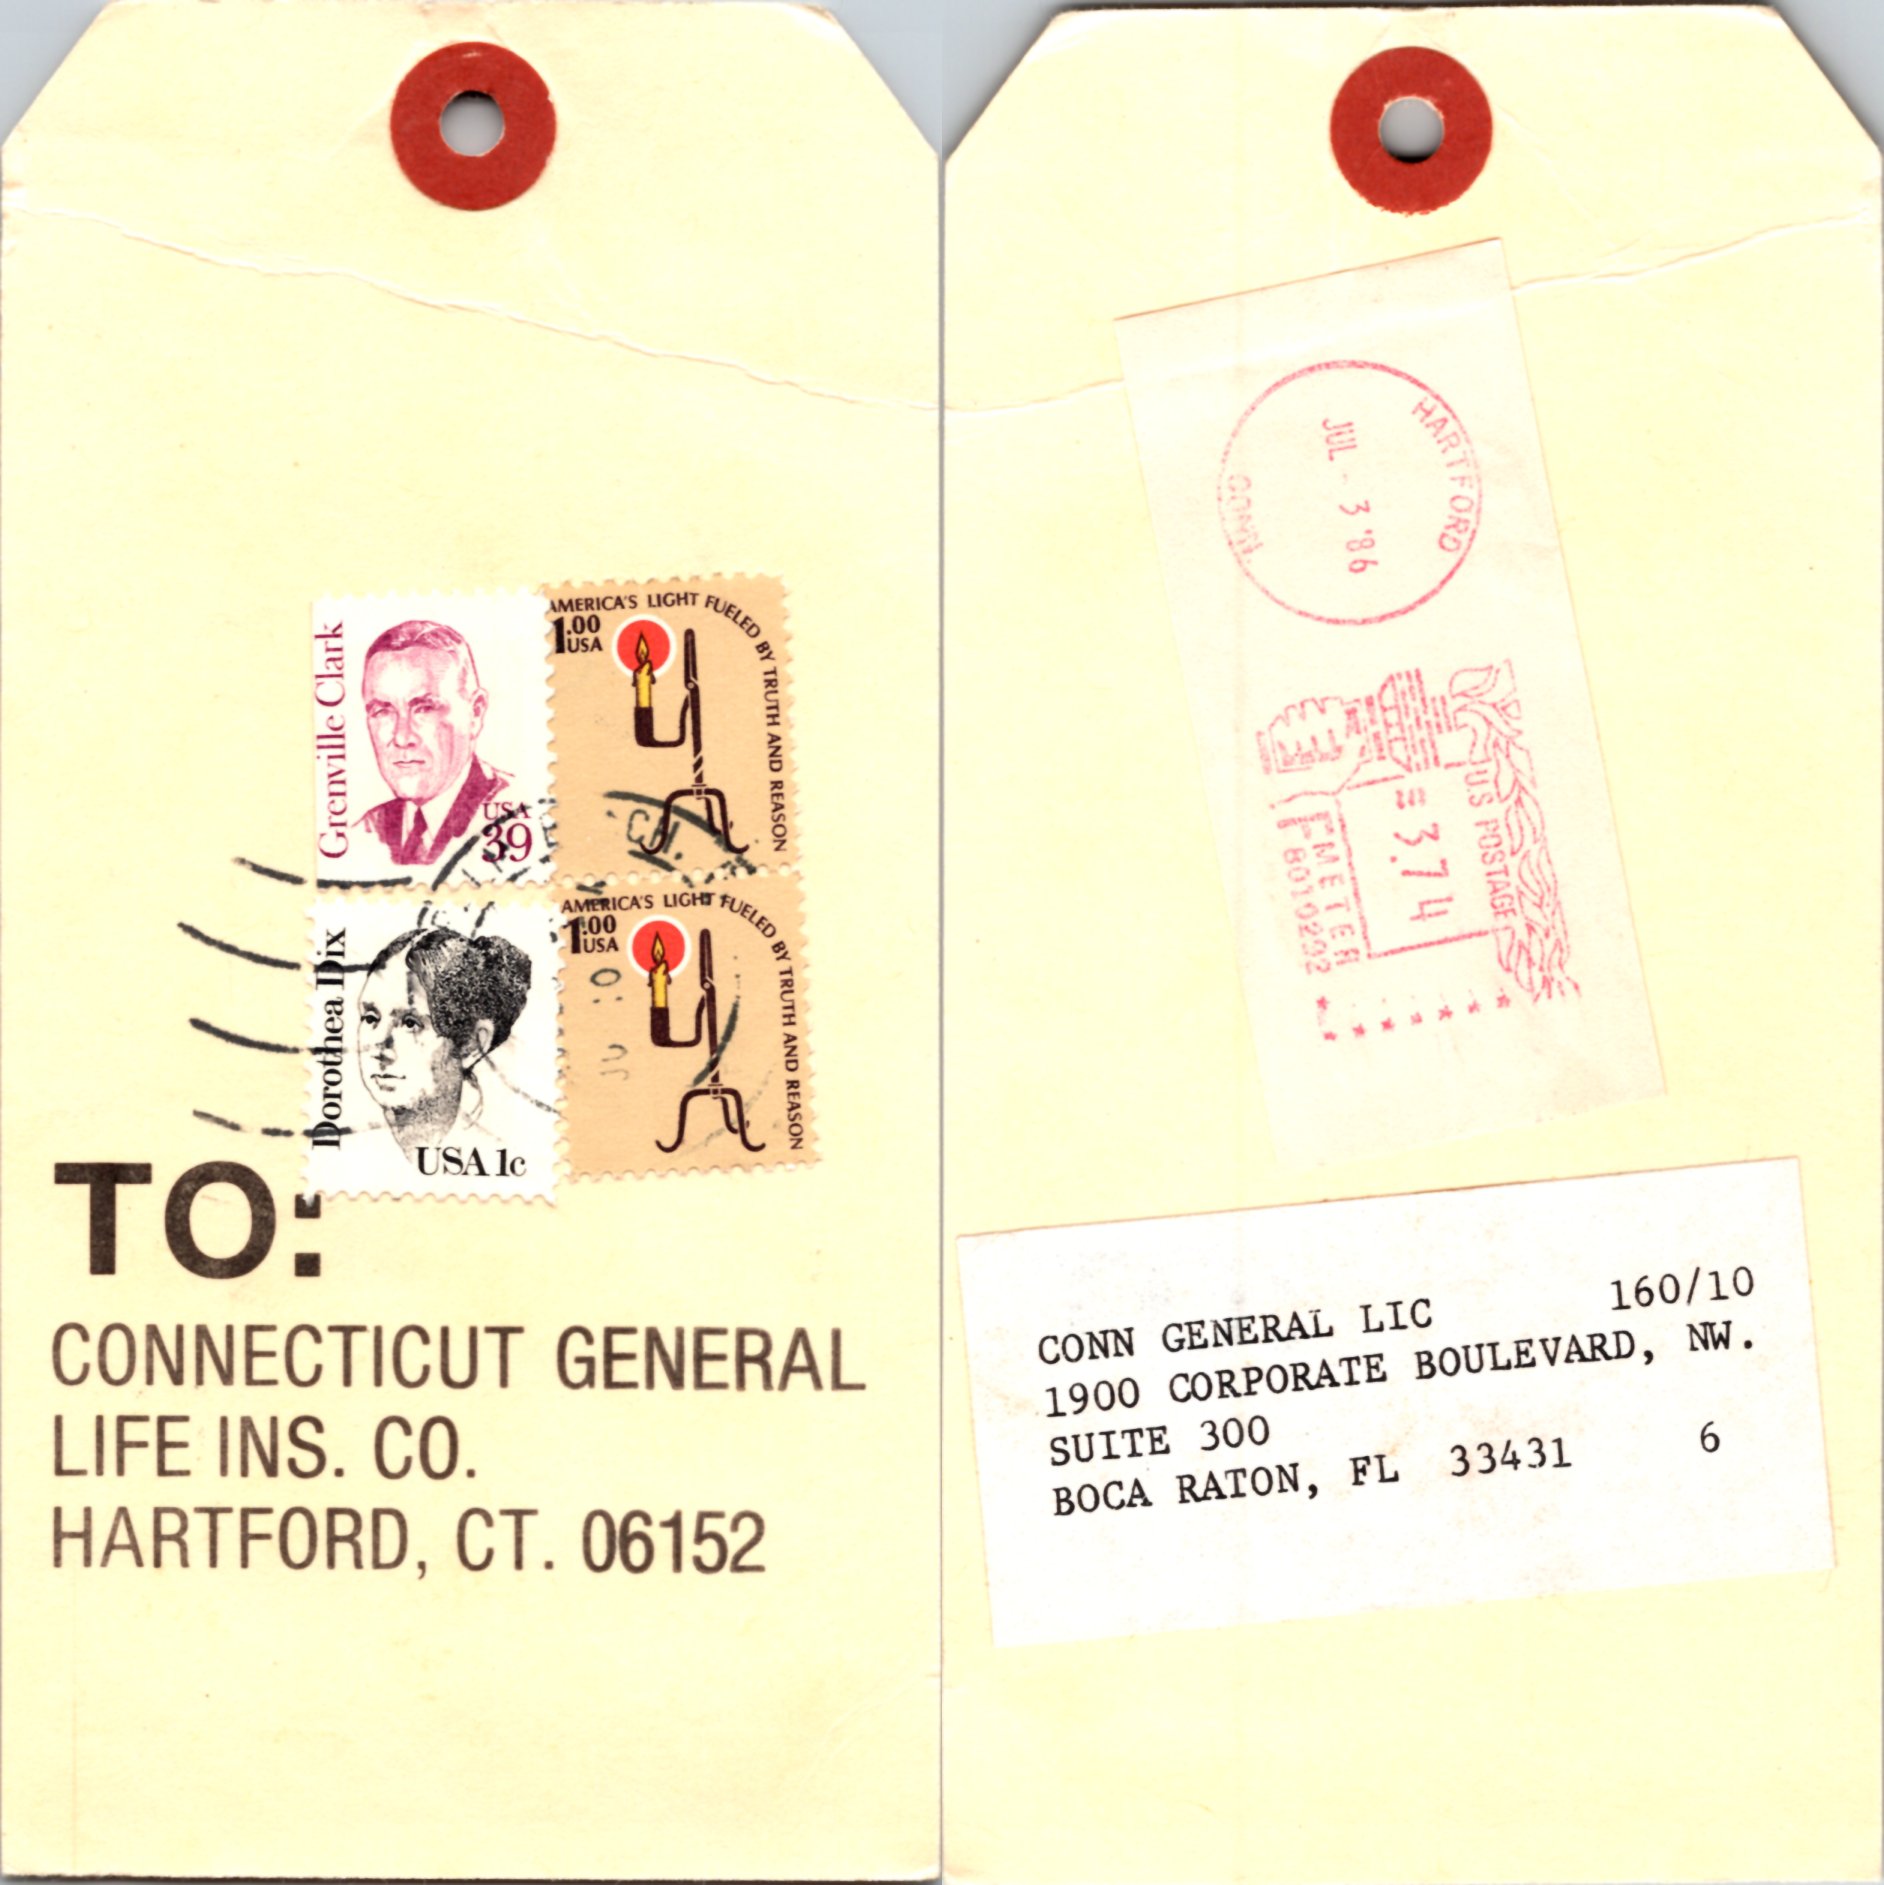 Grenville Clark
USA
39
AMERICA'S LIGHT FUELED BY TRUTH AND REASON
1.00
USA
Dorothea Dix
USA 1c
AMERICA'S LIGHT FUELED BY TRUTH AND REASON
1.00
USA
CH.
TO:
CONNECTICUT GENERAL
LIFE INS. CO.
HARTFORD, CT. 06152
HARTFORD
JUL - 3 '86
CONN.
U.S POSTAGE
3.74
METER
CONN GENERAL LIC 160/10
1900 CORPORATE BOULEVARD, NW.
SUITE 300
BOCA RATON, FL 33431 6